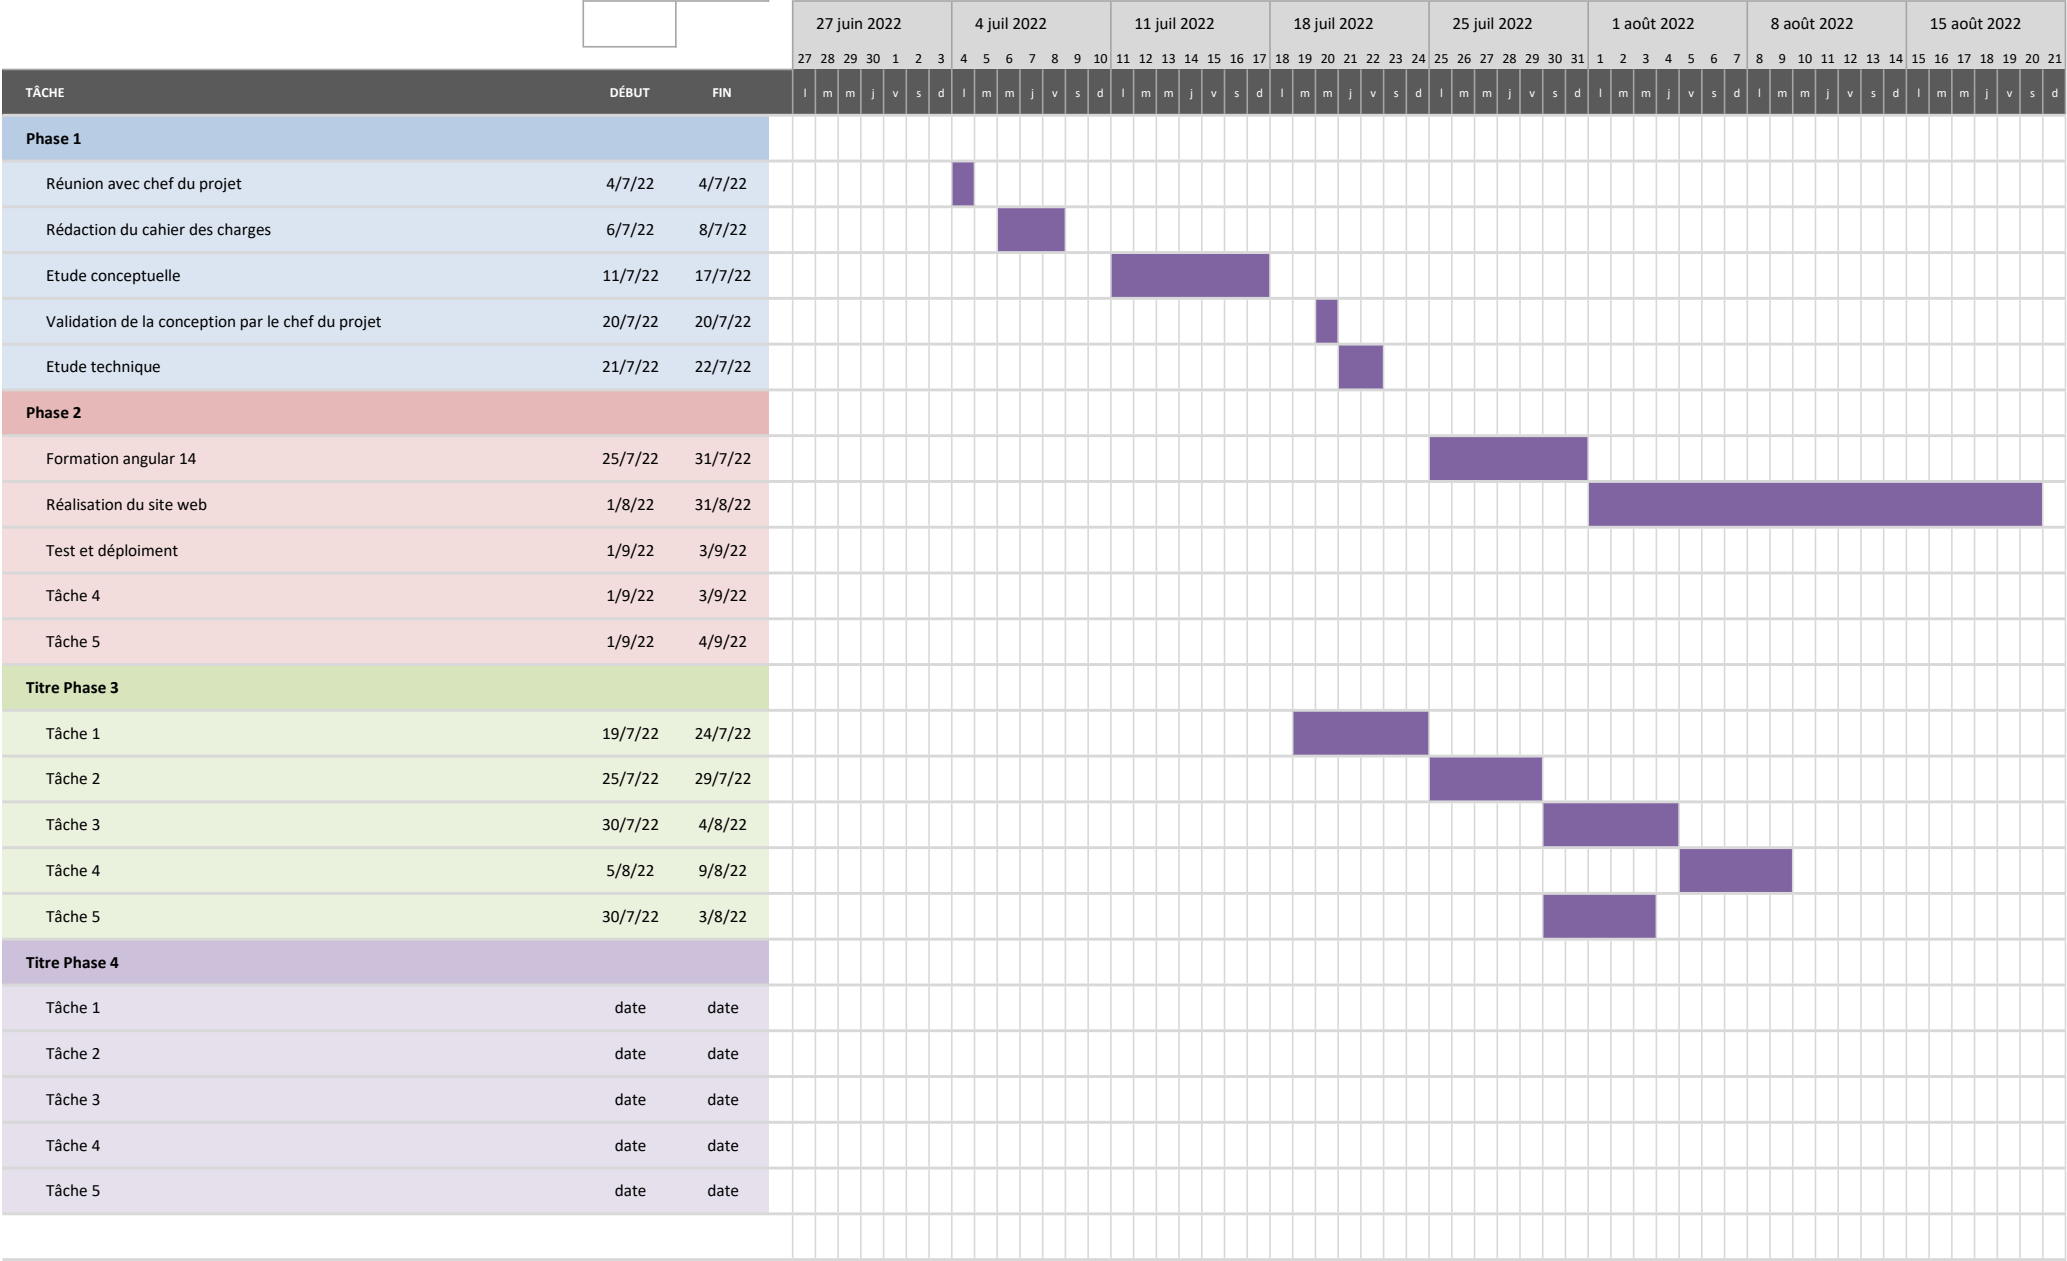 27 juin 2022 4 juil 2022 11 juil 2022 18 juil 2022 25 juil 2022 1 août 2022 8 août 2022 15 août 2022
27 28 29 30 1 2 3 4 5 6 7 8 9 10 11 12 13 14 15 16 17 18 19 20 21 22 23 24 25 26 27 28 29 30 31 1 2 3 4 5 6 7 8 9 10 11 12 13 14 15 16 17 18 19 20 21
TÂCHE DÉBUT FIN l m m j v s d l m m j v s d l m m j v s d l m m j v s d l m m j v s d l m m j v s d l m m j v s d l m m j v s d
Phase 1
Réunion avec chef du projet 4/7/22 4/7/22
Rédaction du cahier des charges 6/7/22 8/7/22
Etude conceptuelle 11/7/22 17/7/22
Validation de la conception par le chef du projet 20/7/22 20/7/22
Etude technique 21/7/22 22/7/22
Phase 2
Formation angular 14 25/7/22 31/7/22
Réalisation du site web 1/8/22 31/8/22
Test et déploiment 1/9/22 3/9/22
Tâche 4 1/9/22 3/9/22
Tâche 5 1/9/22 4/9/22
Titre Phase 3
Tâche 1 19/7/22 24/7/22
Tâche 2 25/7/22 29/7/22
Tâche 3 30/7/22 4/8/22
Tâche 4 5/8/22 9/8/22
Tâche 5 30/7/22 3/8/22
Titre Phase 4
Tâche 1 date date
Tâche 2 date date
Tâche 3 date date
Tâche 4 date date
Tâche 5 date date